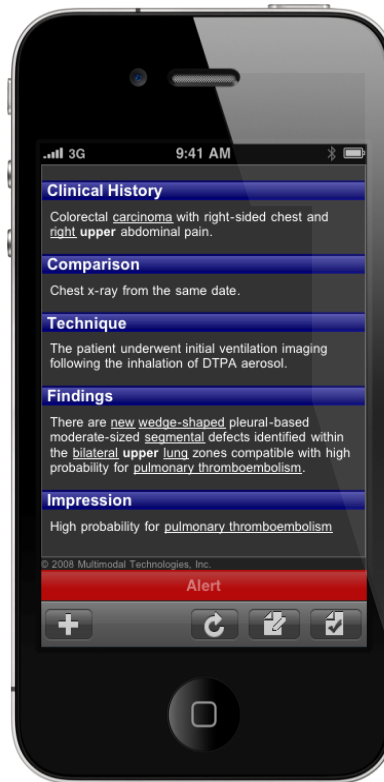 3G 9:41 AM
Clinical History
Colorectal carcinoma with right-sided chest and
right upper abdominal pain.
Comparison
Chest x-ray from the same date.
Technique
The patient underwent initial ventilation imaging
following the inhalation of DTPA aerosol.
Findings
There are new wedge-shaped pleural-based
moderate-sized segmental defects identified within
the bilateral upper lung zones compatible with high
probability for pulmonary thromboembolism.
Impression
High probability for pulmonary thromboembolism
© 2008 Multimodal Technologies, Inc.
Alert